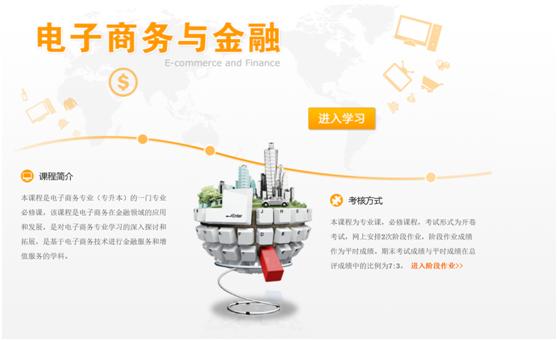 电子商务与金融
E-commerce and Finance
进入学习
课程简介
本课程是电子商务专业（专升本）的一门专业
必修课，该课程是电子商务在金融领域的应用
和发展，是对电子商务专业学习的深入探讨和
拓展，是基于电子商务技术进行金融服务和增
值服务的学科。
考核方式
本课程为专业课，必修课程，考试形式为开卷
考试，网上安排2次阶段作业，阶段作业成绩
作为平时成绩，期末考试成绩与平时成绩在总
评成绩中的比例为7:3。 进入阶段作业>>